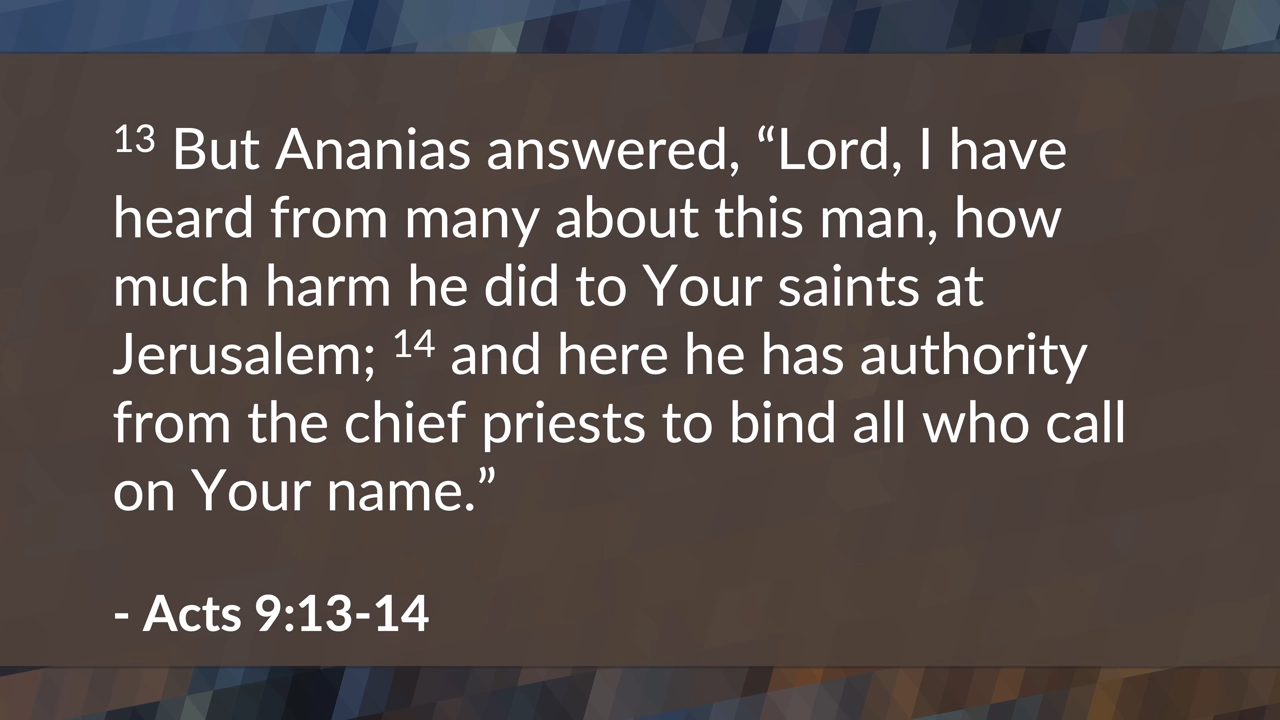 13 But Ananias answered, “Lord, I have
heard from many about this man, how
much harm he did to Your saints at
Jerusalem; 14 and here he has authority
from the chief priests to bind all who call
on Your name.”
- Acts 9:13-14